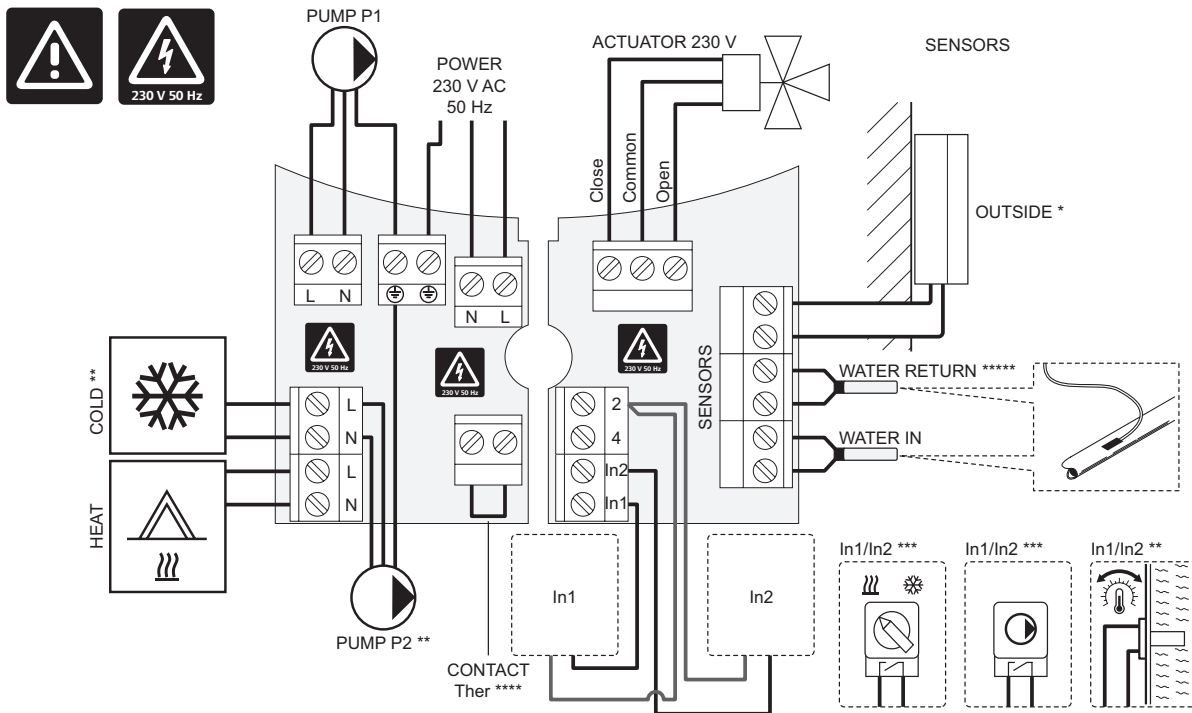 230 V 50 Hz
PUMP P1
POWER
230 V AC
50 Hz
ACTUATOR 230 V
SENSORS
Close
Common
Open
OUTSIDE *
L N
N L
230 V 50 Hz
230 V 50 Hz
230 V 50 Hz
SENSORS
COLD **
HEAT
L
N
L
N
2
4
In2
In1
WATER RETURN *****
WATER IN
In1
In2
PUMP P2 **
CONTACT
Ther ****
In1/In2 ***
In1/In2 ***
In1/In2 **